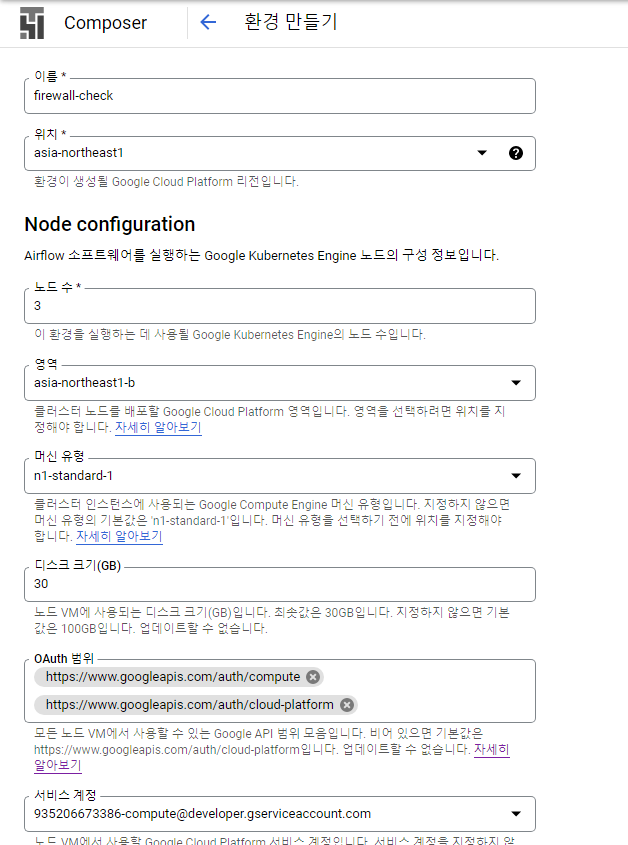 Composer
환경 만들기
이름 *
firewall-check
위치 *
asia-northeast1
환경이 생성될 Google Cloud Platform 리전입니다.
Node configuration
Airflow 소프트웨어를 실행하는 Google Kubernetes Engine 노드의 구성 정보입니다.
노드 수 *
3
이 환경을 실행하는 데 사용될 Google Kubernetes Engine의 노드 수입니다.
영역
asia-northeast1-b
클러스터 노드를 배포할 Google Cloud Platform 영역입니다. 영역을 선택하려면 위치를 지
정해야 합니다. 자세히 알아보기
머신 유형
n1-standard-1
클러스터 인스턴스에 사용되는 Google Compute Engine 머신 유형입니다. 지정하지 않으면
머신 유형의 기본값은 'n1-standard-1'입니다. 머신 유형을 선택하기 전에 위치를 지정해야
합니다. 자세히 알아보기
디스크 크기(GB)
30
노드 VM에 사용되는 디스크 크기(GB)입니다. 최솟값은 30GB입니다. 지정하지 않으면 기본
값은 100GB입니다. 업데이트할 수 없습니다.
OAuth 범위
https://www.googleapis.com/auth/compute
https://www.googleapis.com/auth/cloud-platform
모든 노드 VM에서 사용할 수 있는 Google API 범위 모음입니다. 비어 있으면 기본값은
https://www.googleapis.com/auth/cloud-platform입니다. 업데이트할 수 없습니다. 자세히
알아보기
서비스 계정
935206673386-compute@developer.gserviceaccount.com
노드 VM에서 사용할 Google Cloud Platform 서비스 계정입니다. 서비스 계정을 지정하지 않